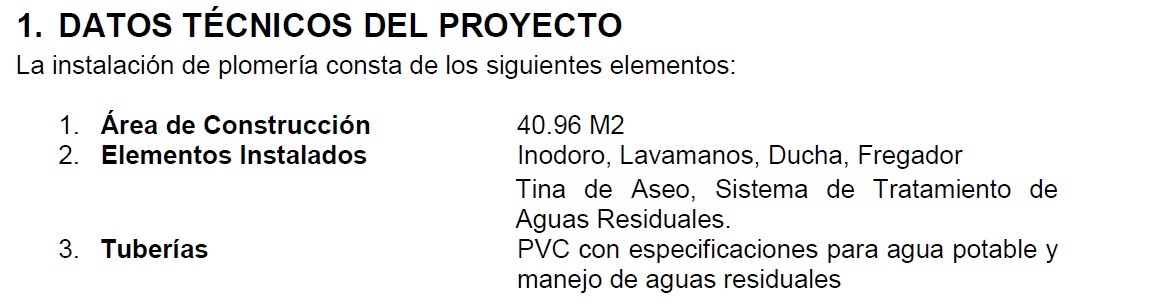 1. DATOS TÉCNICOS DEL PROYECTO
La instalación de plomería consta de los siguientes elementos:
1. Área de Construcción 40.96 M2
2. Elementos Instalados Inodoro, Lavamanos, Ducha, Fregador
Tina de Aseo, Sistema de Tratamiento de
Aguas Residuales.
3. Tuberías PVC con especificaciones para agua potable y
manejo de aguas residuales